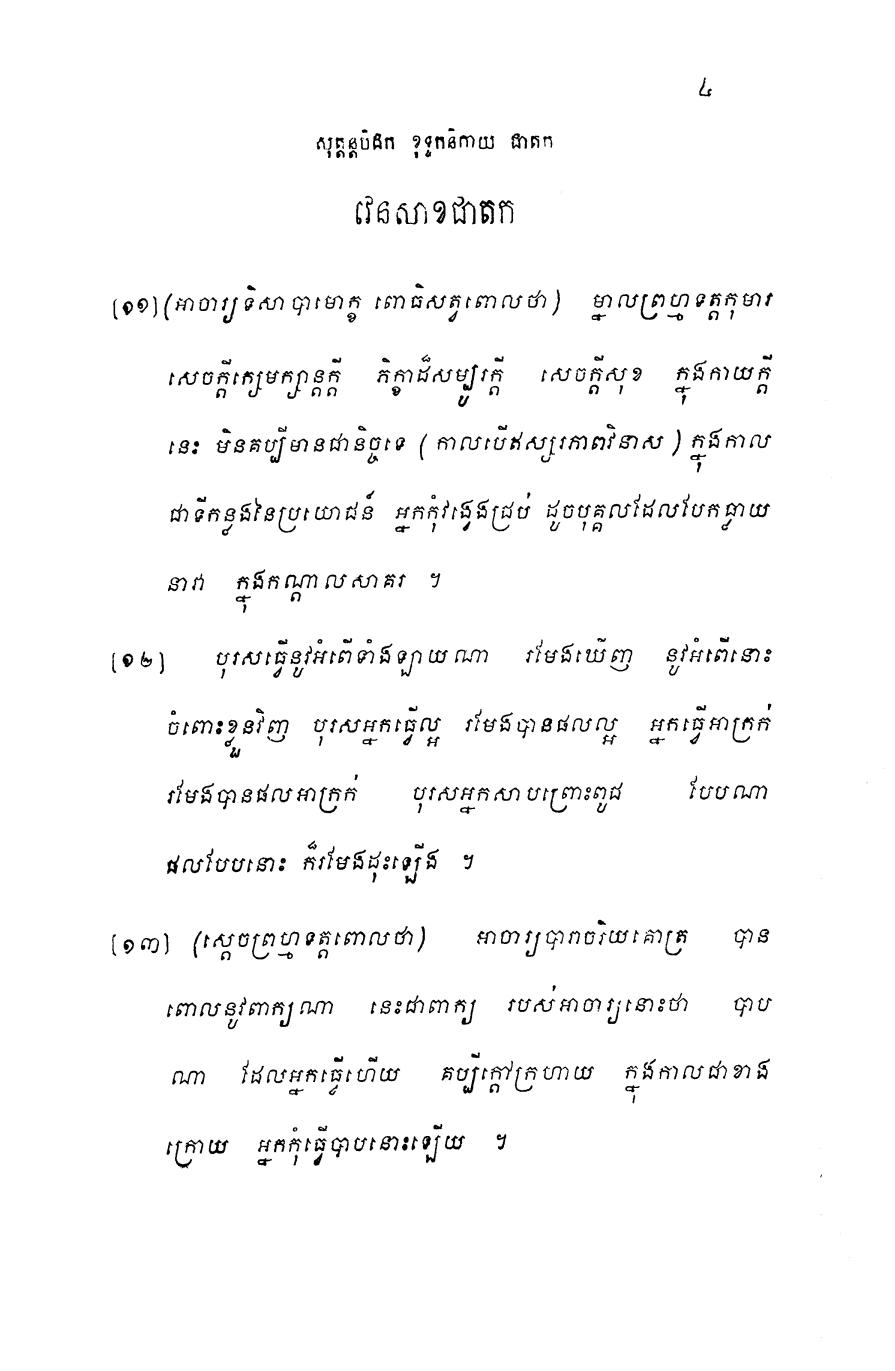 ៤
សុត្តន្តបិដក ខុទ្ទកនិកាយ ជាតក
វេនសាខជាតក
[១១] (អាចារ្យទិសាបាមោក្ខ ពោធិសត្វពោលថា) ម្នាលព្រហ្មទត្តកុមារ
សេចក្តីក្សេមក្សាន្តក្តី ភិក្ខាដ៏សម្បូរក្តី សេចក្តីសុខ ក្នុងកាយក្តី
នេះ មិនគប្បីមានជានិច្ចទេ (កាលបើឥស្សរភាពវិនាស) ក្នុងកាល
ជាទីកន្លងនៃប្រយោជន៍ អ្នកកុំវង្វេងជ្រប់ ដូចបុគ្គលដែលបែកធ្លាយ
នាវា ក្នុងកណ្តាលសាគរ ។
[១២] បុរសធ្វើនូវអំពើទាំងឡាយណា រមែងឃើញ នូវអំពើនោះ
ចំពោះខ្លួនវិញ បុរសអ្នកធ្វើល្អ រមែងបានផលល្អ អ្នកធ្វើអាក្រក់
រមែងបានផលអាក្រក់ បុរសអ្នកសាបព្រោះពូជ បែបណា
ផលបែបនោះ ក៏រមែងដុះឡើង ។
[១៣] (ស្តេចព្រហ្មទត្តពោលថា) អាចារ្យបារាចរិយគោត្រ បាន
ពោលនូវពាក្យណា នេះជាពាក្យ របស់អាចារ្យនោះថា បាប
ណា ដែលអ្នកធ្វើហើយ គប្បីក្តៅក្រហាយ ក្នុងកាលជាខាង
ក្រោយ អ្នកកុំធ្វើបាបនោះឡើយ ។